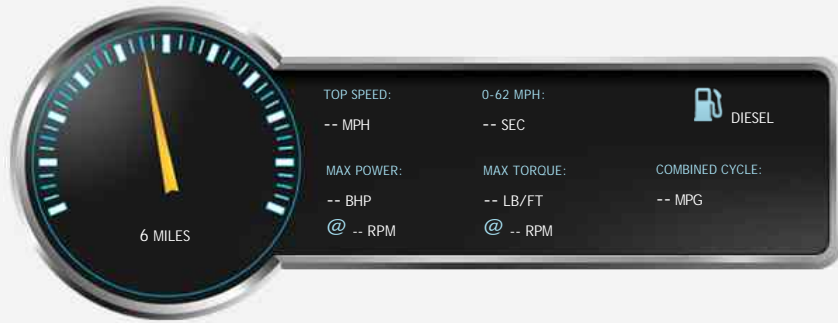 6 MILES
TOP SPEED:
-- MPH
0-62 MPH:
-- SEC
DIESEL
MAX POWER:
-- BHP
@ -- RPM
MAX TORQUE:
-- LB/FT
@ -- RPM
COMBINED CYCLE:
-- MPG